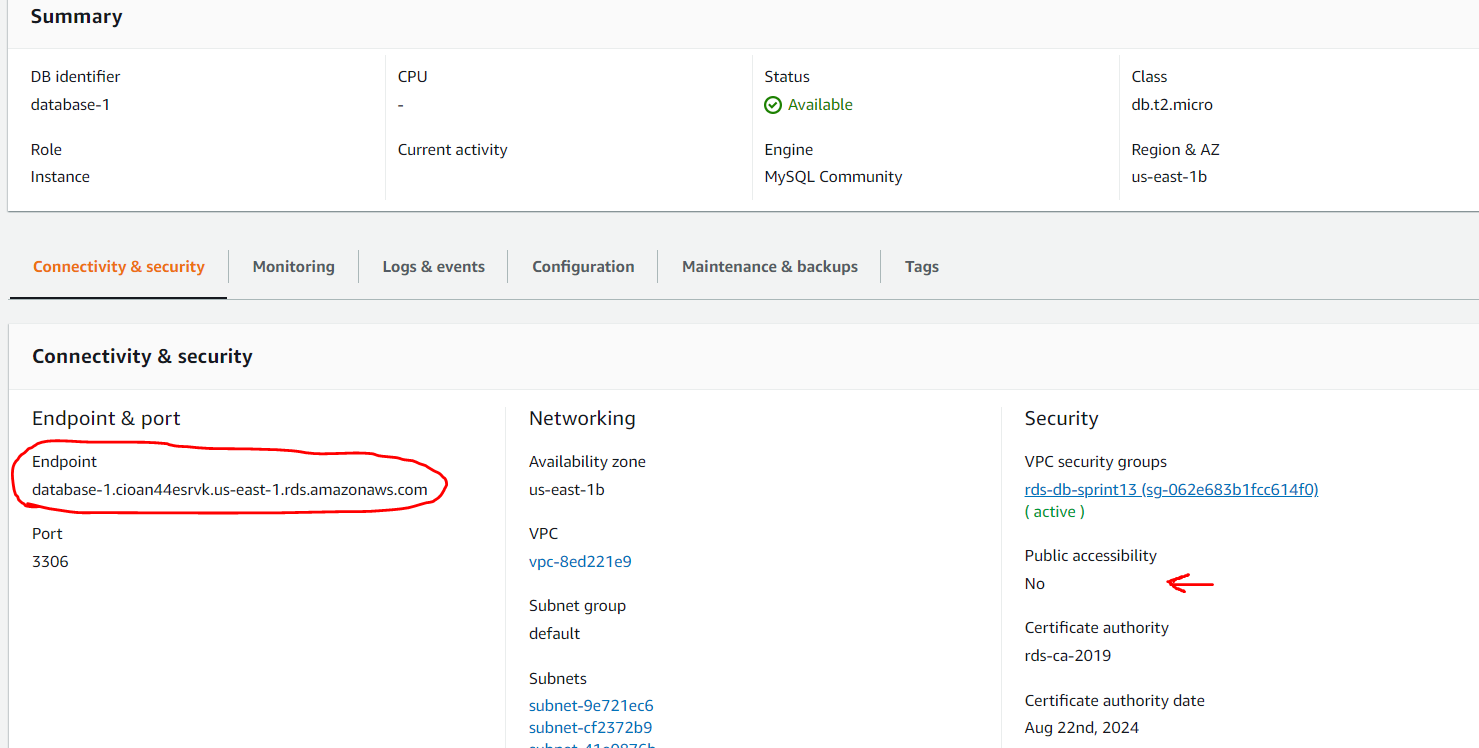 Summary
DB identifier
database-1
CPU
-
Status
Available
Class
db.t2.micro
Role
Instance
Current activity
Engine
MySQL Community
Region & AZ
us-east-1b
Connectivity & security
Monitoring
Logs & events
Configuration
Maintenance & backups
Tags
Connectivity & security
Endpoint & port
Endpoint
database-1.cioan44esrvk.us-east-1.rds.amazonaws.com
Port
3306
Networking
Availability zone
us-east-1b
VPC
vpc-8ed221e9
Subnet group
default
Subnets
subnet-9e721ec6
subnet-cf2372b9
Security
VPC security groups
rds-db-sprint13 (sg-062e683b1fcc614f0)
( active )
Public accessibility
No
Certificate authority
rds-ca-2019
Certificate authority date
Aug 22nd, 2024